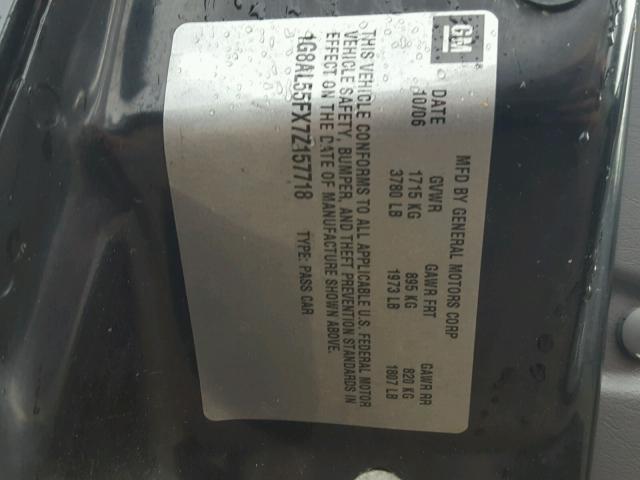 GM
MFD BY GENERAL MOTORS CORP
DATE GVWR GAWR FRT GAWR RR
10/06 1715 KG 895 KG 820 KG
3780 LB 1973 LB 1807 LB
THIS VEHICLE CONFORMS TO ALL APPLICABLE U.S. FEDERAL MOTOR
VEHICLE SAFETY, BUMPER, AND THEFT PREVENTION STANDARDS IN
EFFECT ON THE DATE OF MANUFACTURE SHOWN ABOVE.
1G8AL55FX7Z157718 TYPE: PASS CAR